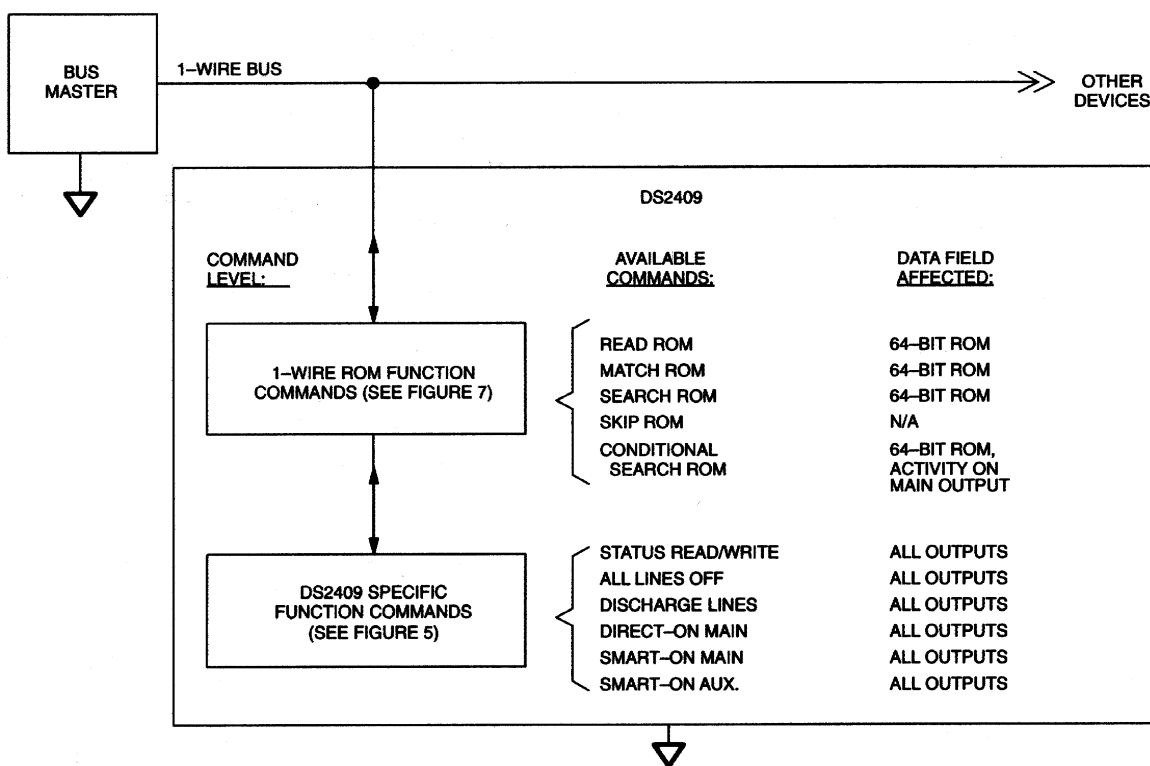 BUS
MASTER
1–WIRE BUS
OTHER
DEVICES
DS2409
COMMAND
LEVEL:
AVAILABLE
COMMANDS:
DATA FIELD
AFFECTED:
1–WIRE ROM FUNCTION
COMMANDS (SEE FIGURE 7)
READ ROM 64–BIT ROM
MATCH ROM 64–BIT ROM
SEARCH ROM 64–BIT ROM
SKIP ROM N/A
CONDITIONAL 64–BIT ROM,
SEARCH ROM ACTIVITY ON
MAIN OUTPUT
DS2409 SPECIFIC
FUNCTION COMMANDS
(SEE FIGURE 5)
STATUS READ/WRITE ALL OUTPUTS
ALL LINES OFF ALL OUTPUTS
DISCHARGE LINES ALL OUTPUTS
DIRECT–ON MAIN ALL OUTPUTS
SMART–ON MAIN ALL OUTPUTS
SMART–ON AUX. ALL OUTPUTS